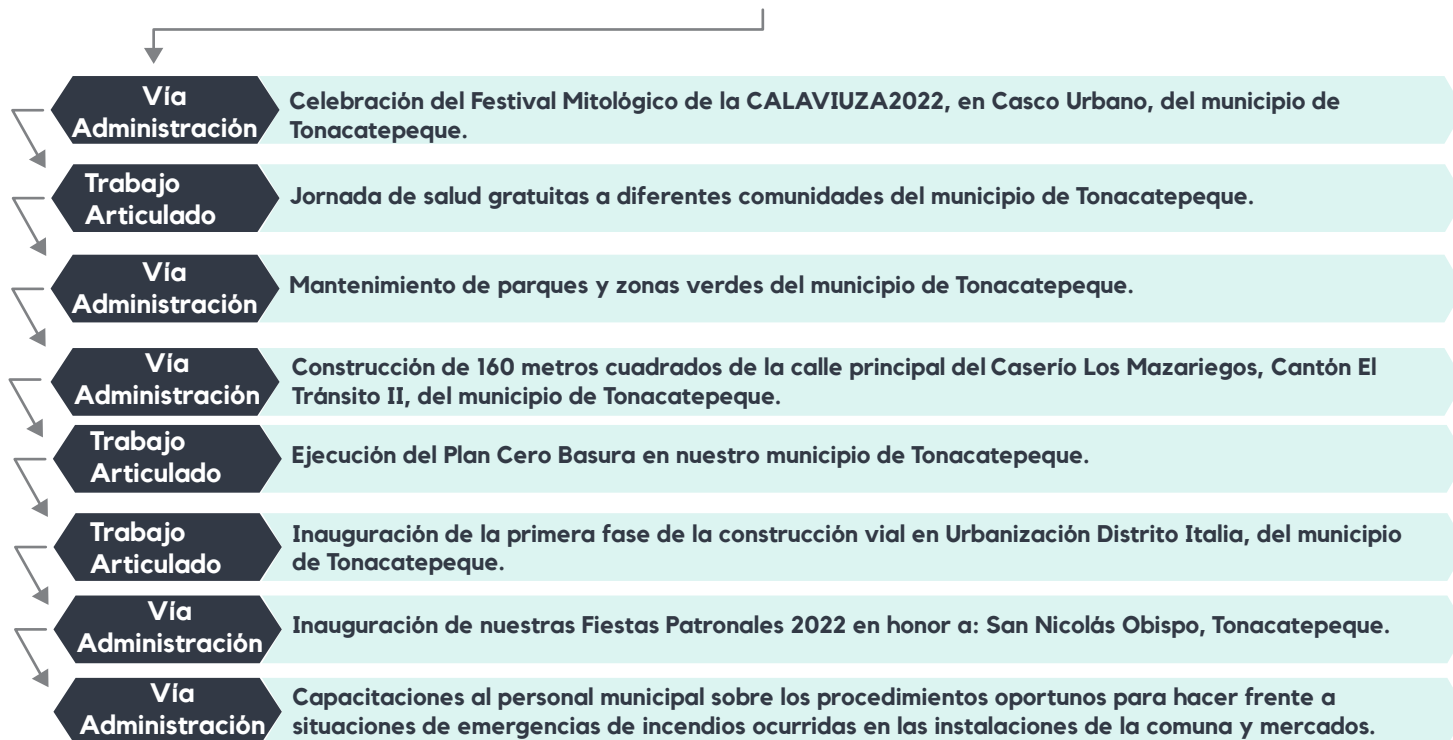 Vía
Administración
Celebración del Festival Mitológico de la CALAVIUZA2022, en Casco Urbano, del municipio de
Tonacatepeque.
Trabajo
Articulado
Jornada de salud gratuitas a diferentes comunidades del municipio de Tonacatepeque.
Vía
Administración
Mantenimiento de parques y zonas verdes del municipio de Tonacatepeque.
Vía
Administración
Construcción de 160 metros cuadrados de la calle principal del Caserío Los Mazariegos, Cantón El
Tránsito II, del municipio de Tonacatepeque.
Trabajo
Articulado
Ejecución del Plan Cero Basura en nuestro municipio de Tonacatepeque.
Trabajo
Articulado
Inauguración de la primera fase de la construcción vial en Urbanización Distrito Italia, del municipio
de Tonacatepeque.
Vía
Administración
Inauguración de nuestras Fiestas Patronales 2022 en honor a: San Nicolás Obispo, Tonacatepeque.
Vía
Administración
Capacitaciones al personal municipal sobre los procedimientos oportunos para hacer frente a
situaciones de emergencias de incendios ocurridas en las instalaciones de la comuna y mercados.